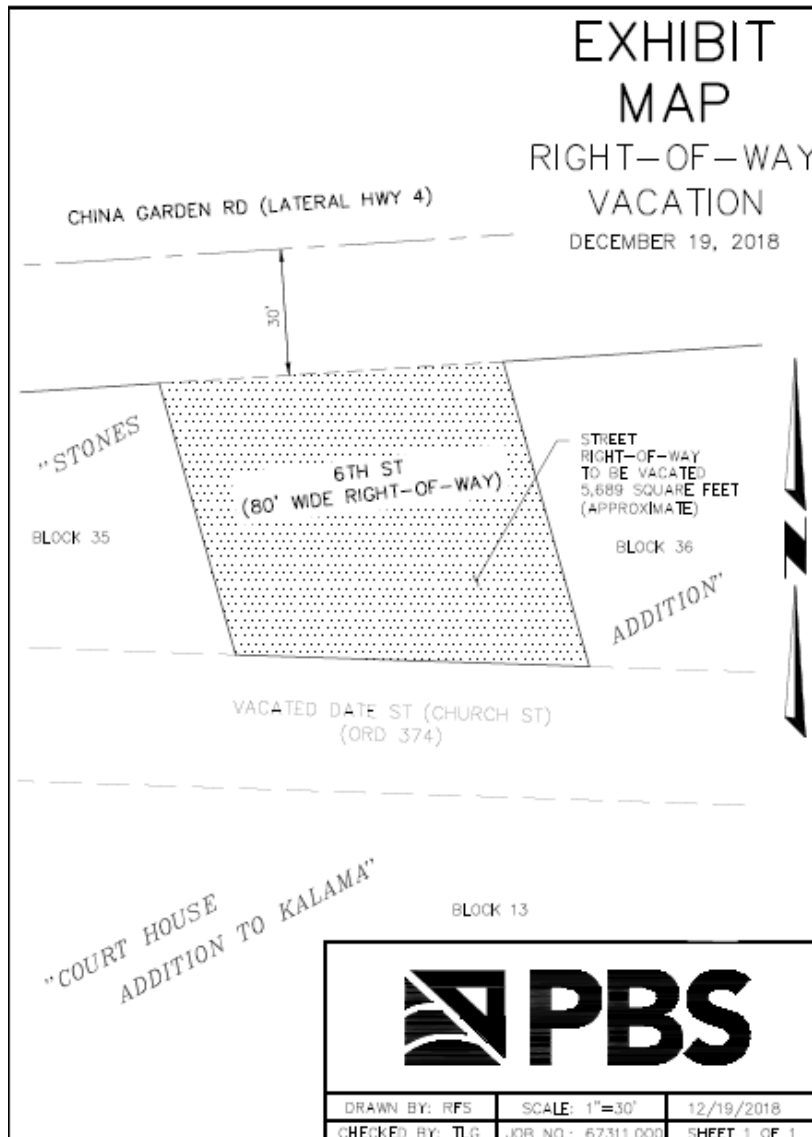 EXHIBIT
MAP
RIGHT-OF-WAY
VACATION
DECEMBER 19, 2018
CHINA GARDEN RD (LATERAL HWY 4)
30'
"STONES
6TH ST
(80' WIDE RIGHT-OF-WAY)
STREET
RIGHT-OF-WAY
TO BE VACATED
5,689 SQUARE FEET
(APPROXIMATE)
BLOCK 35
BLOCK 36
N
ADDITION"
VACATED DATE ST (CHURCH ST)
(ORD 374)
"COURT HOUSE
ADDITION TO KALAMA"
BLOCK 13
PBS
DRAWN BY: RFS
SCALE: 1"=30'
12/19/2018
CHECKED BY: TLG
JOB NO.: 67311.000
SHEET 1 OF 1